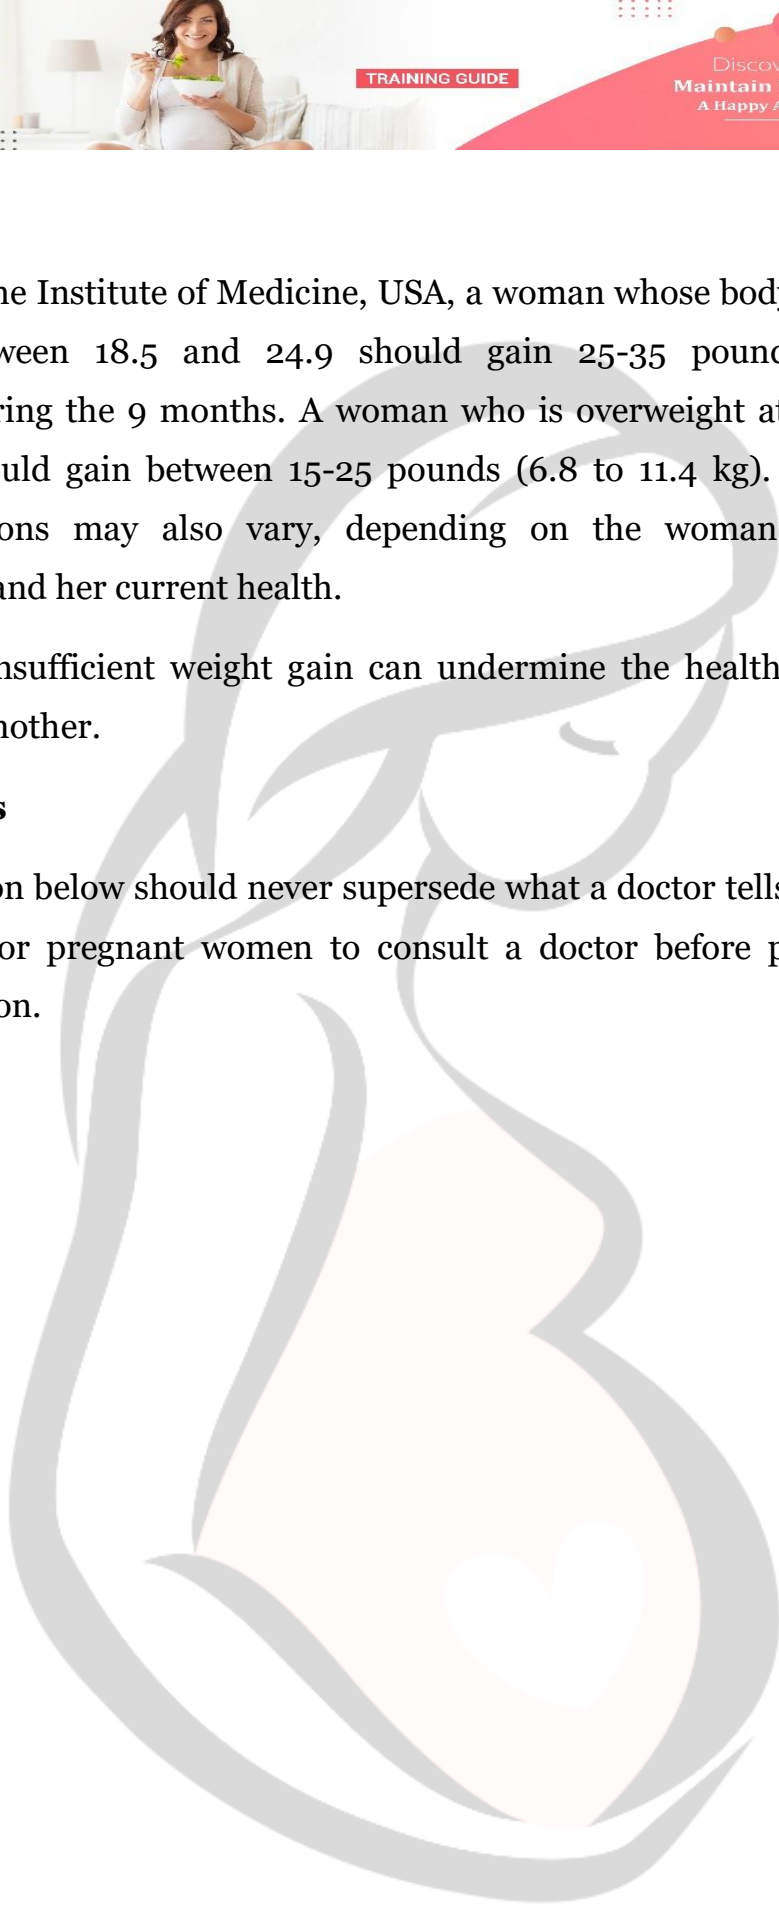 TRAINING GUIDE
Discov
Maintain
A Happy A
ne Institute of Medicine, USA, a woman whose body
ween 18.5 and 24.9 should gain 25-35 pound
ring the 9 months. A woman who is overweight at
uld gain between 15-25 pounds (6.8 to 11.4 kg).
ons may also vary, depending on the woman
and her current health.
nsufficient weight gain can undermine the health
nother.
s
on below should never supersede what a doctor tells
or pregnant women to consult a doctor before p
on.